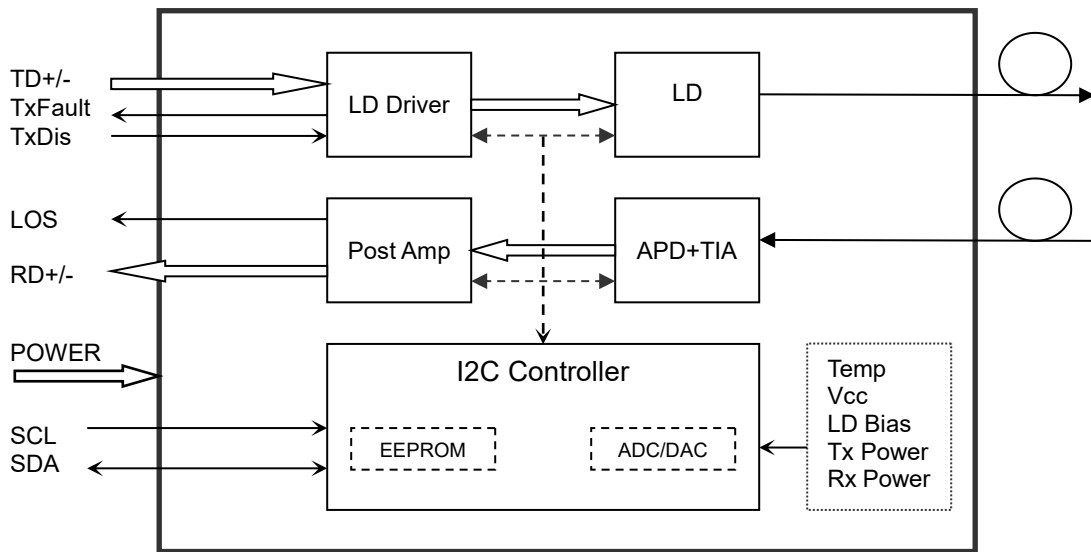 TD+/-
TxFault
TxDis
LD Driver
LD
LOS
RD+/-
Post Amp
APD+TIA
POWER
SCL
SDA
I2C Controller
EEPROM
ADC/DAC
Temp
Vcc
LD Bias
Tx Power
Rx Power